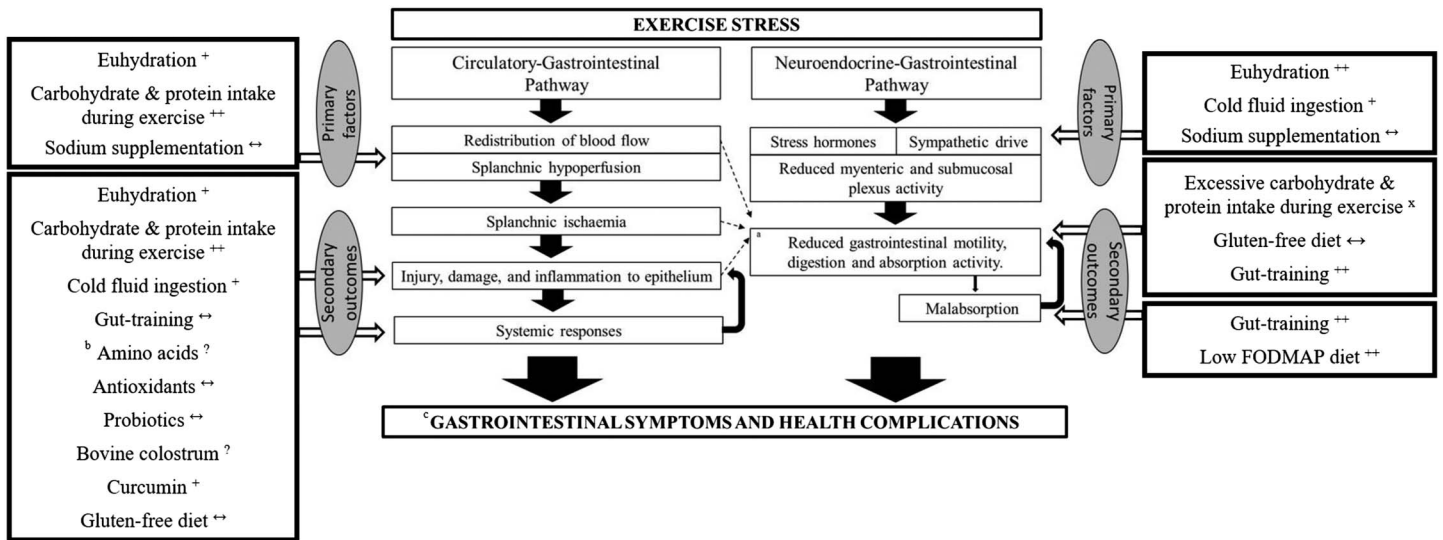 EXERCISE STRESS
Euhydration +
Carbohydrate & protein intake
during exercise ++
Sodium supplementation ↔
Primary
factors
Euhydration +
Carbohydrate & protein intake
during exercise ++
Cold fluid ingestion +
Gut-training ↔
b Amino acids ?
Antioxidants ↔
Probiotics ↔
Bovine colostrum ?
Curcumin +
Gluten-free diet ↔
Secondary
outcomes
Circulatory-Gastrointestinal
Pathway
Redistribution of blood flow
Splanchnic hypoperfusion
Splanchnic ischaemia
Injury, damage, and inflammation to epithelium
Systemic responses
Neuroendocrine-Gastrointestinal
Pathway
Stress hormones
Sympathetic drive
Reduced myenteric and submucosal
plexus activity
a
Reduced gastrointestinal motility,
digestion and absorption activity.
Malabsorption
Primary
factors
Euhydration ++
Cold fluid ingestion +
Sodium supplementation ↔
Secondary
outcomes
Excessive carbohydrate &
protein intake during exercise x
Gluten-free diet ↔
Gut-training ++
Gut-training ++
Low FODMAP diet ++
c GASTROINTESTINAL SYMPTOMS AND HEALTH COMPLICATIONS